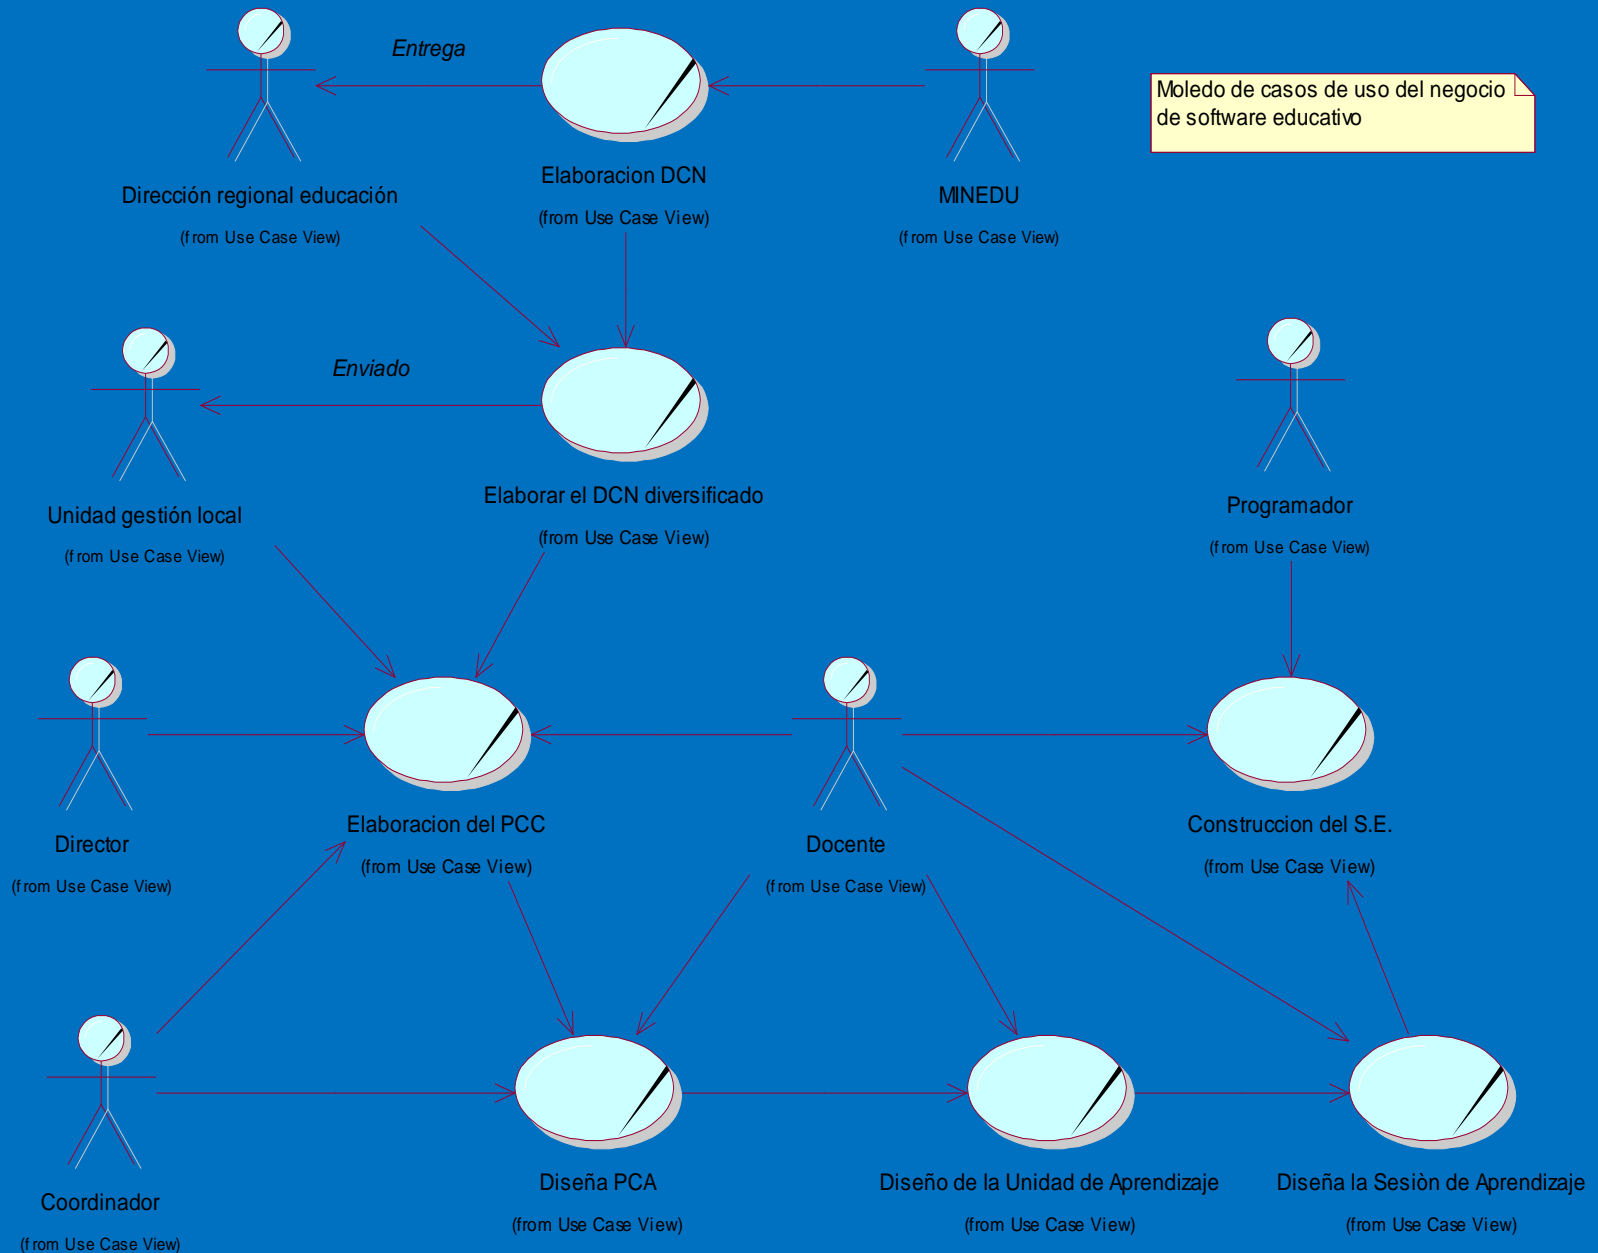 Entrega
Moledo de casos de uso del negocio
de software educativo
Elaboracion DCN
(from Use Case View)
Dirección regional educación
(from Use Case View)
MINEDU
(from Use Case View)
Enviado
Elaborar el DCN diversificado
(from Use Case View)
Unidad gestión local
(from Use Case View)
Programador
(from Use Case View)
Director
(from Use Case View)
Elaboracion del PCC
(from Use Case View)
Docente
(from Use Case View)
Construccion del S.E.
(from Use Case View)
Coordinador
(from Use Case View)
Diseña PCA
(from Use Case View)
Diseño de la Unidad de Aprendizaje
(from Use Case View)
Diseña la Sesiòn de Aprendizaje
(from Use Case View)